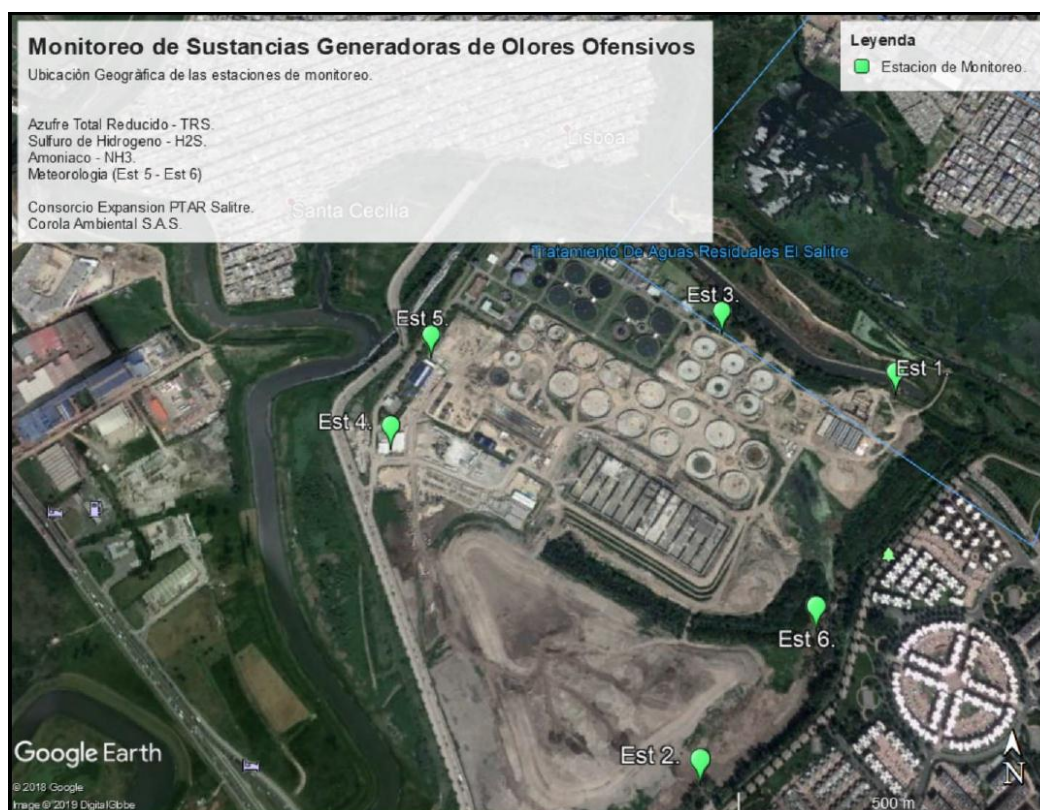 Monitoreo de Sustancias Generadoras de Olores Ofensivos
Ubicación Geogràfica de las estaciones de monitoreo.
Azufre Total Reducido - TRS.
Sulfuro de Hidrogeno - H2S.
Amoniaco - NH3.
Meteorologia (Est 5 - Est 6)
Consorcio Expansion PTAR Salitre.
Corola Ambiental S.A.S.
Leyenda
Estacion de Monitoreo.
Lisboa
Santa Cecilia
Tratamiento De Aguas Residuales El Salitre
Est 3.
Est 5.
Est 1.
Est 4.
Est 6.
Est 2.
Google Earth
© 2018 Google
Image © 2019 DigitalGlobe
N
500 m